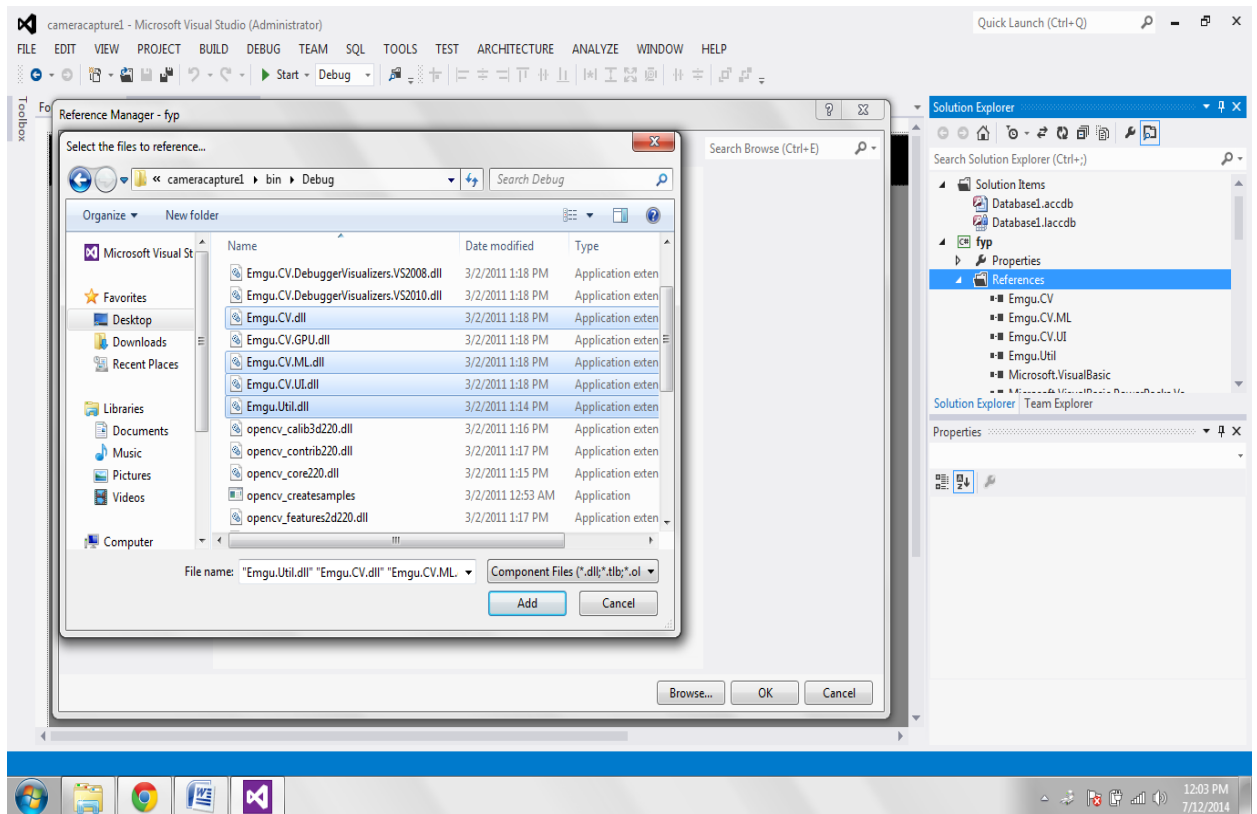 cameracapture1 - Microsoft Visual Studio (Administrator)
Quick Launch (Ctrl+Q)
FILE EDIT VIEW PROJECT BUILD DEBUG TEAM SQL TOOLS TEST ARCHITECTURE ANALYZE WINDOW HELP
Start Debug
Toolbox
Fo
Reference Manager - fyp
Select the files to reference...
Search Browse (Ctrl+E)
« cameracapture1 bin Debug
Search Debug
Organize New folder
Microsoft Visual St
Favorites
Desktop
Downloads
Recent Places
Libraries
Documents
Music
Pictures
Videos
Computer
Name Date modified Type
Emgu.CV.DebuggerVisualizers.VS2008.dll 3/2/2011 1:18 PM Application exten
Emgu.CV.DebuggerVisualizers.VS2010.dll 3/2/2011 1:18 PM Application exten
Emgu.CV.dll 3/2/2011 1:18 PM Application exten
Emgu.CV.GPU.dll 3/2/2011 1:18 PM Application exten
Emgu.CV.ML.dll 3/2/2011 1:18 PM Application exten
Emgu.CV.UI.dll 3/2/2011 1:18 PM Application exten
Emgu.Util.dll 3/2/2011 1:14 PM Application exten
opencv_calib3d220.dll 3/2/2011 1:16 PM Application exten
opencv_contrib220.dll 3/2/2011 1:17 PM Application exten
opencv_core220.dll 3/2/2011 1:15 PM Application exten
opencv_createsamples 3/2/2011 12:53 AM Application
opencv_features2d220.dll 3/2/2011 1:17 PM Application exten
File name: "Emgu.Util.dll" "Emgu.CV.dll" "Emgu.CV.ML.
Component Files (*.dll;*.tlb;*.ol
Add Cancel
Browse... OK Cancel
Solution Explorer
Search Solution Explorer (Ctrl+;)
Solution Items
Database1.accdb
Database1.laccdb
C# fyp
Properties
References
Emgu.CV
Emgu.CV.ML
Emgu.CV.UI
Emgu.Util
Microsoft.VisualBasic
Solution Explorer Team Explorer
Properties
12:03 PM
7/12/2014